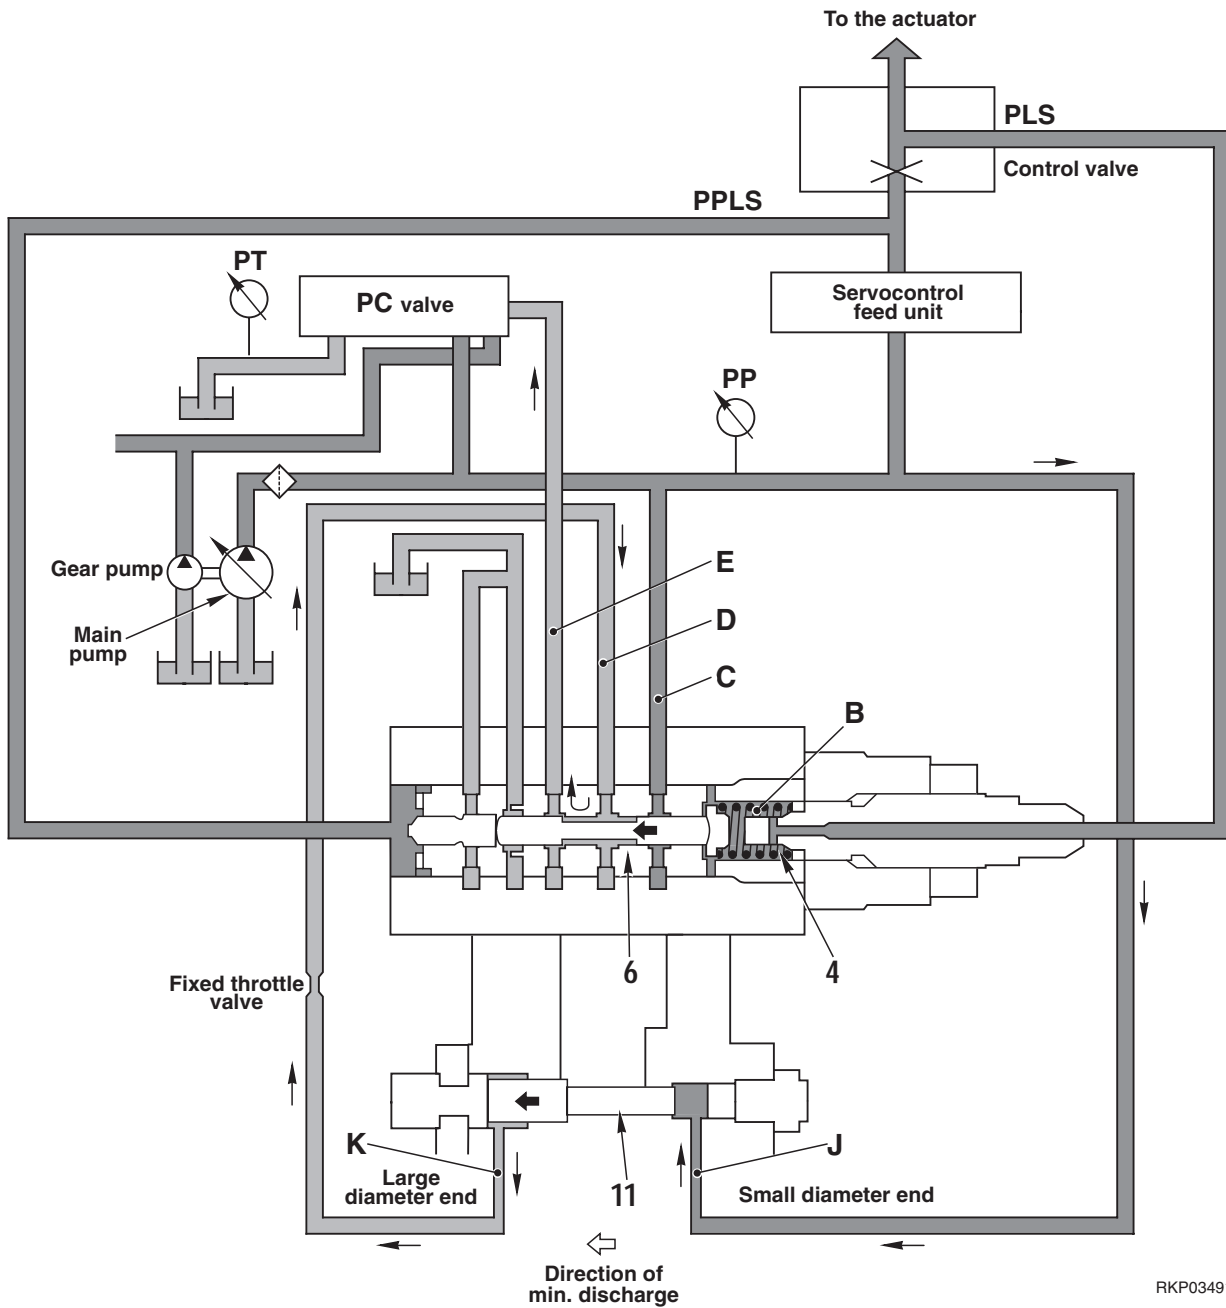 To the actuator
PLS
Control valve
PPLS
PT
PC valve
Servocontrol
feed unit
PP
Gear pump
Main
pump
E
D
C
B
6
4
Fixed throttle
valve
K
Large
diameter end
11
J
Small diameter end
Direction of
min. discharge
RKP0349